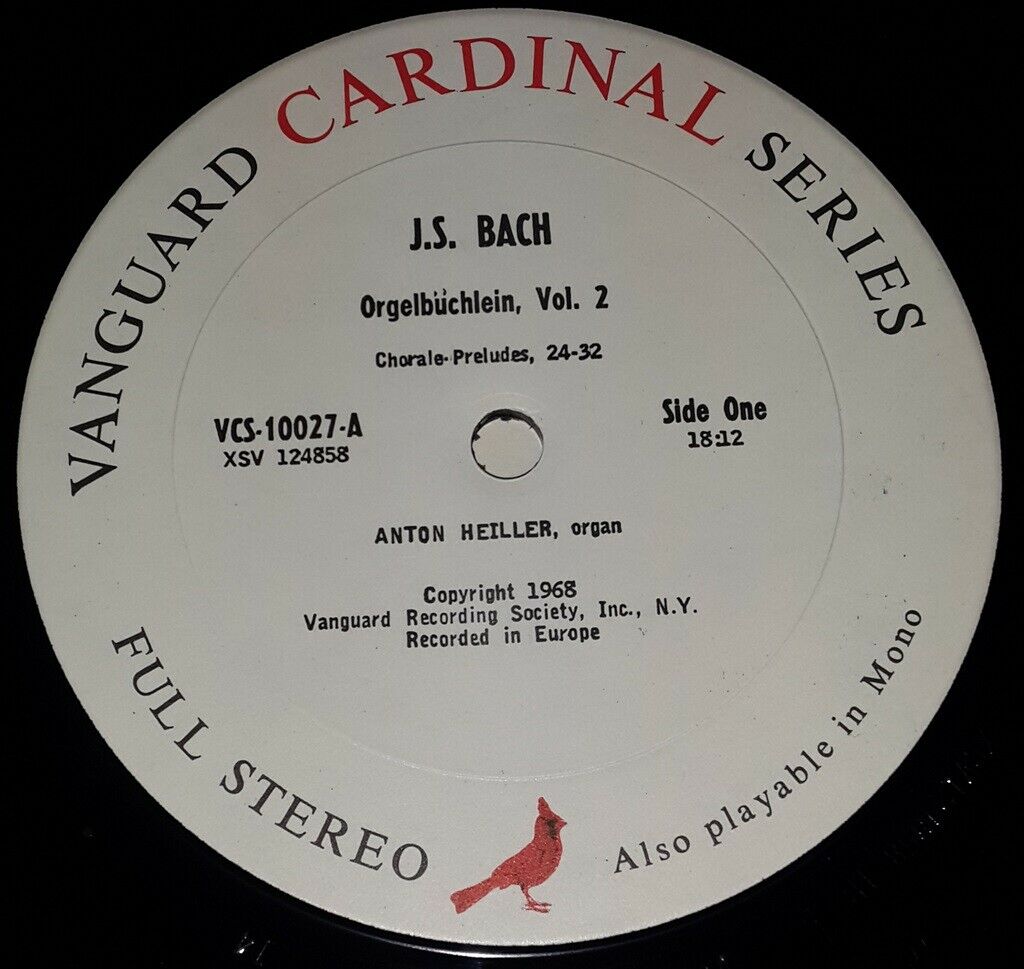 VANGUARD CARDINAL SERIES
J.S. BACH
Orgelbüchlein, Vol. 2
Chorale-Preludes, 24-32
VCS-10027-A
XSV 124858
Side One
18:12
ANTON HEILLER, organ
Copyright 1968
Vanguard Recording Society, Inc., N.Y.
Recorded in Europe
FULL STEREO
Also playable in Mono